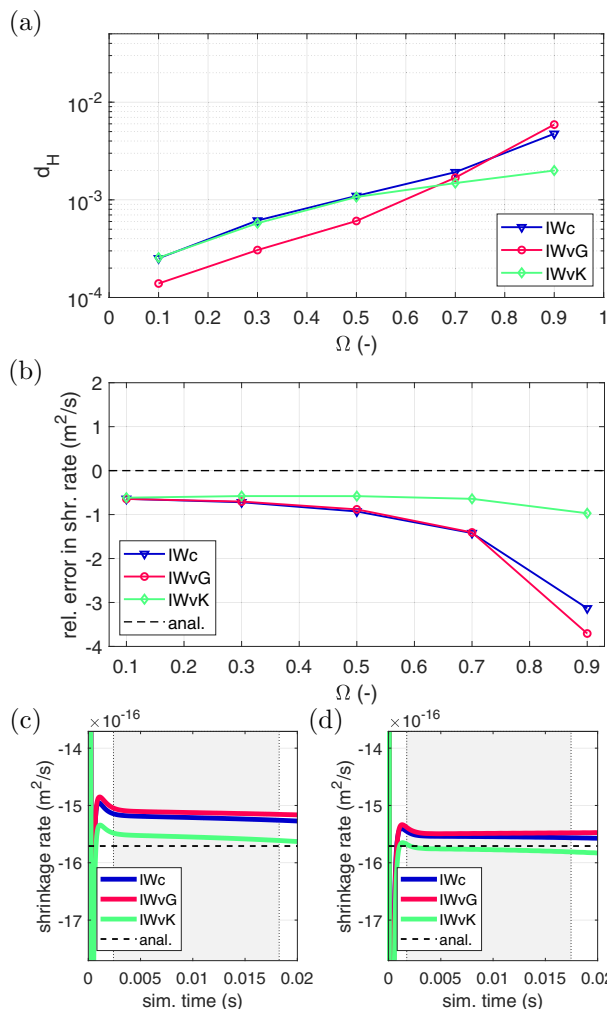 (a)
10^-2
10^-3
10^-4
d_H
0 0.1 0.2 0.3 0.4 0.5 0.6 0.7 0.8 0.9 1
Ω (-)
IWc
IWvG
IWvK
(b)
2
1
0
-1
-2
-3
-4
rel. error in shr. rate (m²/s)
0.1 0.2 0.3 0.4 0.5 0.6 0.7 0.8 0.9
Ω (-)
IWc
IWvG
IWvK
anal.
(c)
×10^-16
-14
-15
-16
-17
shrinkage rate (m²/s)
0 0.005 0.01 0.015 0.02
sim. time (s)
IWc
IWvG
IWvK
anal.
(d)
×10^-16
-14
-15
-16
-17
shrinkage rate (m²/s)
0 0.005 0.01 0.015 0.02
sim. time (s)
IWc
IWvG
IWvK
anal.